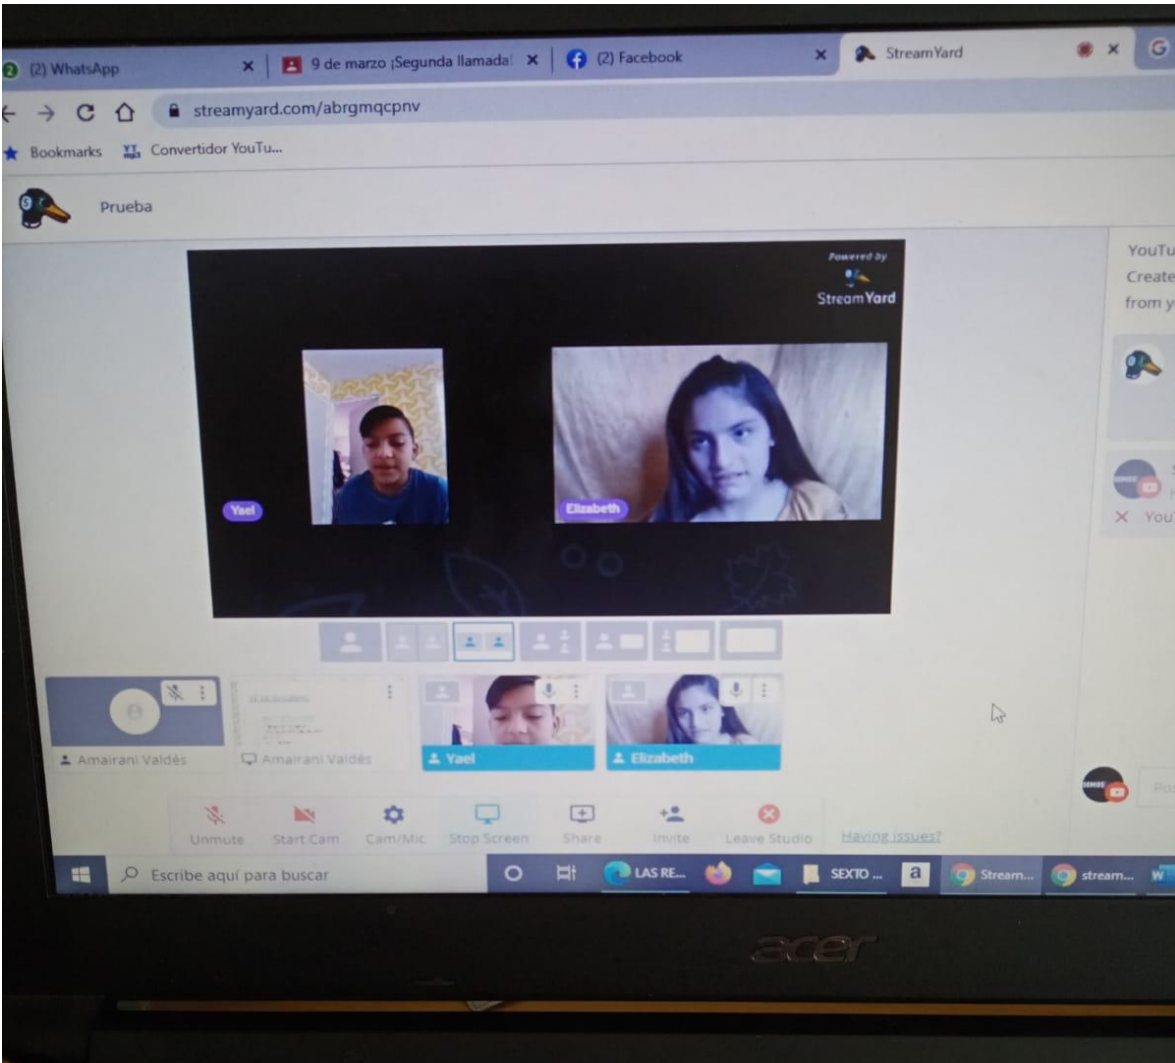 (2) WhatsApp
9 de marzo ¡Segunda llamada!
(2) Facebook
StreamYard
streamyard.com/abrgmqcpnv
Bookmarks
Convertidor YouTu...
Prueba
Powered by
StreamYard
Yael
Elizabeth
YouTu
Create
from y
X You
Amairani Valdés
Amairani Valdés
Yael
Elizabeth
Unmute
Start Cam
Cam/Mic
Stop Screen
Share
Invite
Leave Studio
Having issues?
Escribe aquí para buscar
LAS RE...
SEXTO ...
a
Stream...
stream...
W
acer